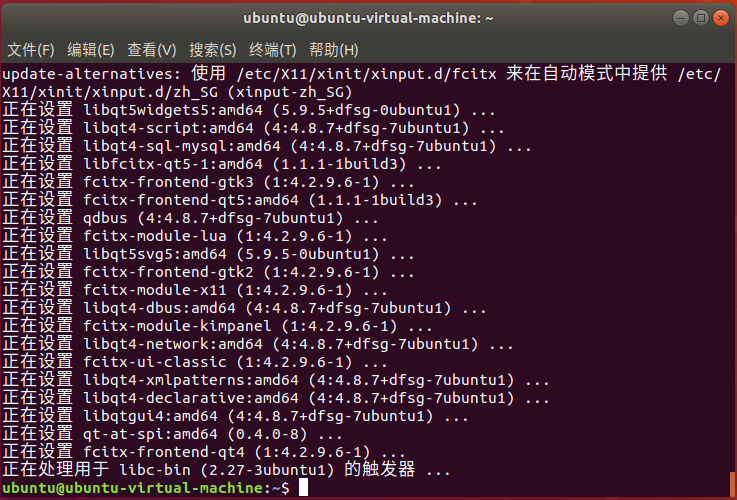 ubuntu@ubuntu-virtual-machine: ~
文件(F) 编辑(E) 查看(V) 搜索(S) 终端(T) 帮助(H)
update-alternatives: 使用 /etc/X11/xinit/xinput.d/fcitx 来在自动模式中提供 /etc/
X11/xinit/xinput.d/zh_SG (xinput-zh_SG)
正在设置 libqt5widgets5:amd64 (5.9.5+dfsg-0ubuntu1) ...
正在设置 libqt4-script:amd64 (4:4.8.7+dfsg-7ubuntu1) ...
正在设置 libqt4-sql-mysql:amd64 (4:4.8.7+dfsg-7ubuntu1) ...
正在设置 libfcitx-qt5-1:amd64 (1.1.1-1build3) ...
正在设置 fcitx-frontend-gtk3 (1:4.2.9.6-1) ...
正在设置 fcitx-frontend-qt5:amd64 (1.1.1-1build3) ...
正在设置 qdbus (4:4.8.7+dfsg-7ubuntu1) ...
正在设置 fcitx-module-lua (1:4.2.9.6-1) ...
正在设置 libqt5svg5:amd64 (5.9.5-0ubuntu1) ...
正在设置 fcitx-frontend-gtk2 (1:4.2.9.6-1) ...
正在设置 fcitx-module-x11 (1:4.2.9.6-1) ...
正在设置 libqt4-dbus:amd64 (4:4.8.7+dfsg-7ubuntu1) ...
正在设置 fcitx-module-kimpanel (1:4.2.9.6-1) ...
正在设置 libqt4-network:amd64 (4:4.8.7+dfsg-7ubuntu1) ...
正在设置 fcitx-ui-classic (1:4.2.9.6-1) ...
正在设置 libqt4-xmlpatterns:amd64 (4:4.8.7+dfsg-7ubuntu1) ...
正在设置 libqt4-declarative:amd64 (4:4.8.7+dfsg-7ubuntu1) ...
正在设置 libqtgui4:amd64 (4:4.8.7+dfsg-7ubuntu1) ...
正在设置 qt-at-spi:amd64 (0.4.0-8) ...
正在设置 fcitx-frontend-qt4 (1:4.2.9.6-1) ...
正在处理用于 libc-bin (2.27-3ubuntu1) 的触发器 ...
ubuntu@ubuntu-virtual-machine:~$